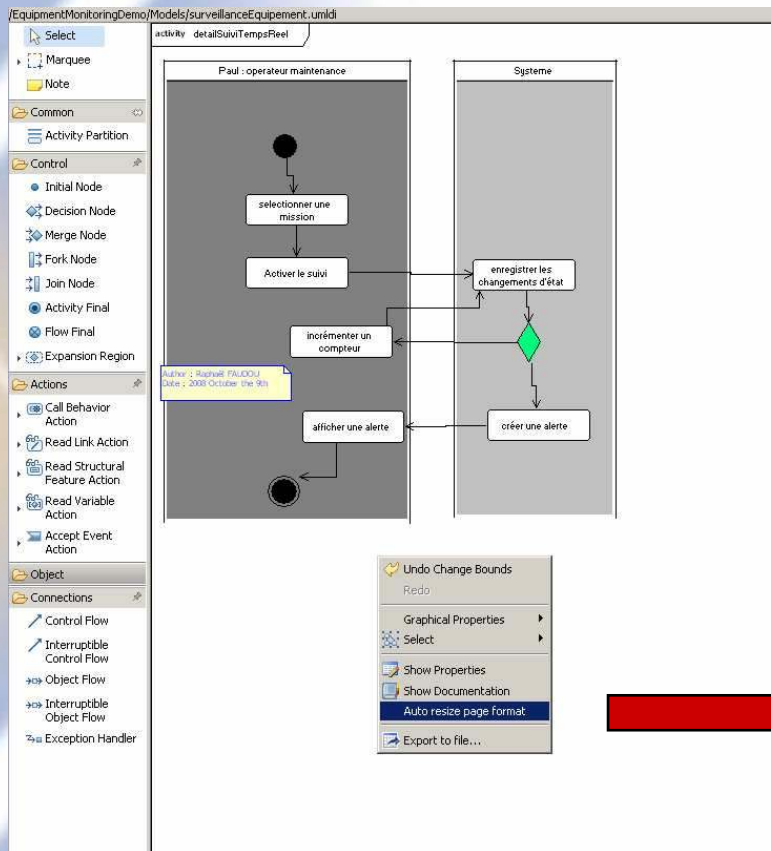 /EquipmentMonitoringDemo/Models/surveillanceEquipement.umldi
Select
Marquee
Note
Common
Activity Partition
Control
Initial Node
Decision Node
Merge Node
Fork Node
Join Node
Activity Final
Flow Final
Expansion Region
Actions
Call Behavior
Action
Read Link Action
Read Structural
Feature Action
Read Variable
Action
Accept Event
Action
Object
Connections
Control Flow
Interruptible
Control Flow
Object Flow
Interruptible
Object Flow
Exception Handler
activity detailSuiviTempsReel
Paul : operateur maintenance
Systeme
selectionner une
mission
Activer le suivi
enregistrer les
changements d'état
incrémenter un
compteur
Author : Raphaël FAUDOU
Date : 2008 October the 9th
afficher une alerte
créer une alerte
Undo Change Bounds
Redo
Graphical Properties
Select
Show Properties
Show Documentation
Auto resize page format
Export to file...